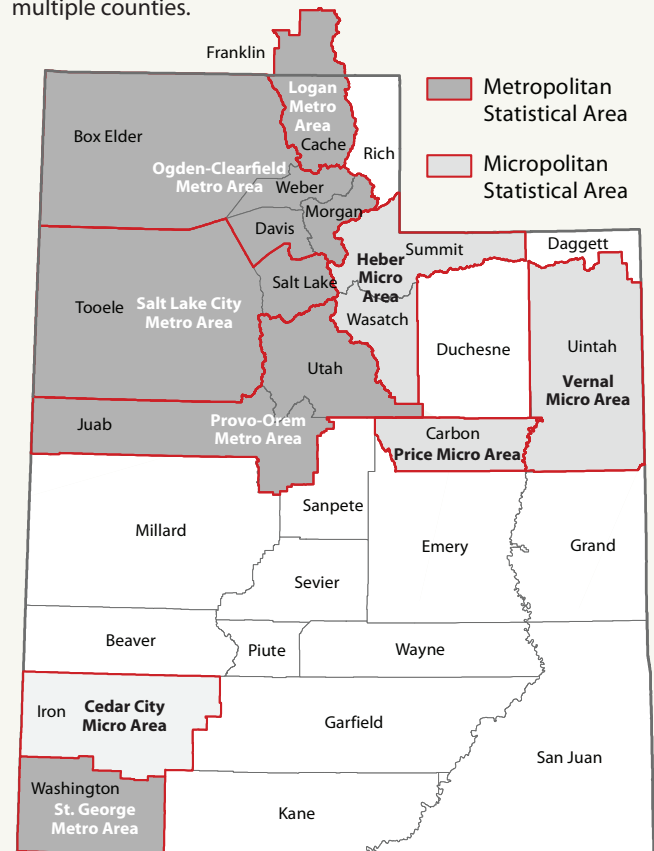 multiple counties.
Franklin
Metropolitan
Statistical Area
Micropolitan
Statistical Area
Logan
Metro
Area
Cache
Box Elder
Rich
Ogden-Clearfield
Metro Area
Weber
Morgan
Davis
Summit
Daggett
Heber
Micro
Area
Wasatch
Salt Lake
Tooele
Salt Lake City
Metro Area
Duchesne
Uintah
Vernal
Micro Area
Utah
Juab
Provo-Orem
Metro Area
Carbon
Price Micro Area
Sanpete
Millard
Emery
Grand
Sevier
Beaver
Piute
Wayne
Iron
Cedar City
Micro Area
Garfield
San Juan
Washington
St. George
Metro Area
Kane